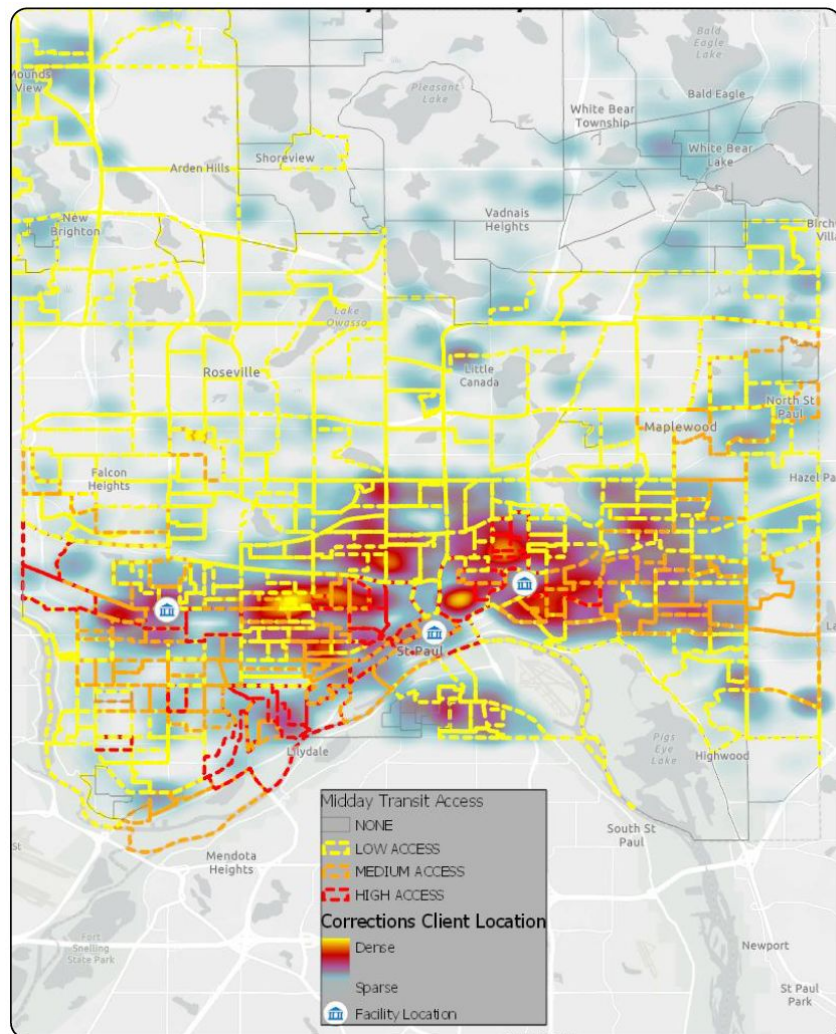 Bald
Eagle
Lake
Mounds
View
Pleasant
Lake
Bald Eagle
White Bear
Township
Shoreview
White Bear
Lake
Arden Hills
New
Brighton
Vadnais
Heights
Lake
Owasso
Roseville
Little
Canada
North St
Paul
Maplewood
Falcon
Heights
Hazel Pa
St Paul
Lilydale
Pigs
Eye
Lake
Highwood
Midday Transit Access
NONE
LOW ACCESS
MEDIUM ACCESS
HIGH ACCESS
Corrections Client Location
Dense
Sparse
Facility Location
South St
Paul
Mendota
Heights
Fort
Snelling
State Park
Newport
St Paul
Park